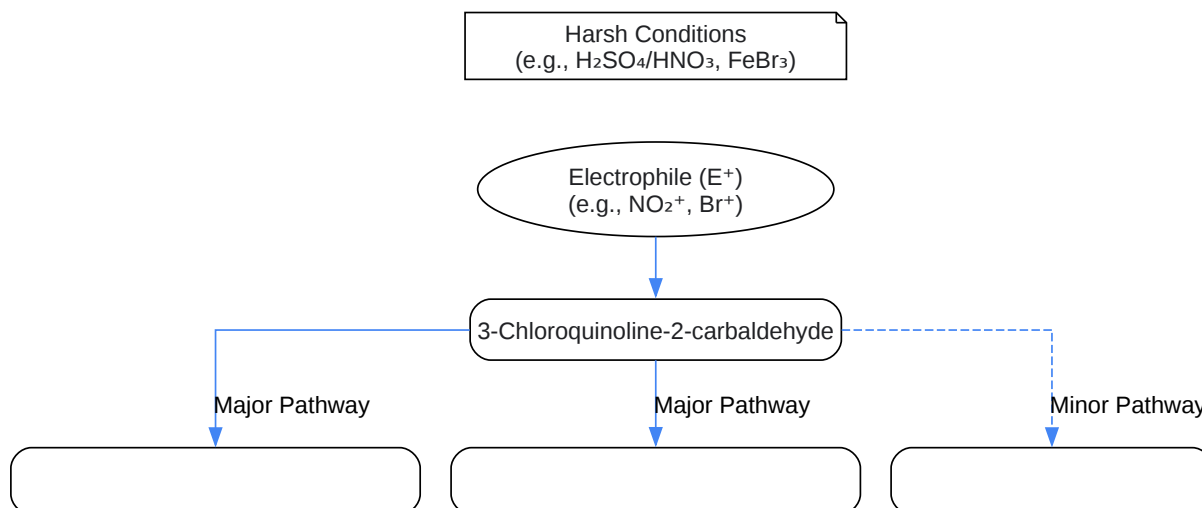 Harsh Conditions
(e.g., H₂SO₄/HNO₃, FeBr₃)
Electrophile (E⁺)
(e.g., NO₂⁺, Br⁺)
3-Chloroquinoline-2-carbaldehyde
Major Pathway
Major Pathway
Minor Pathway